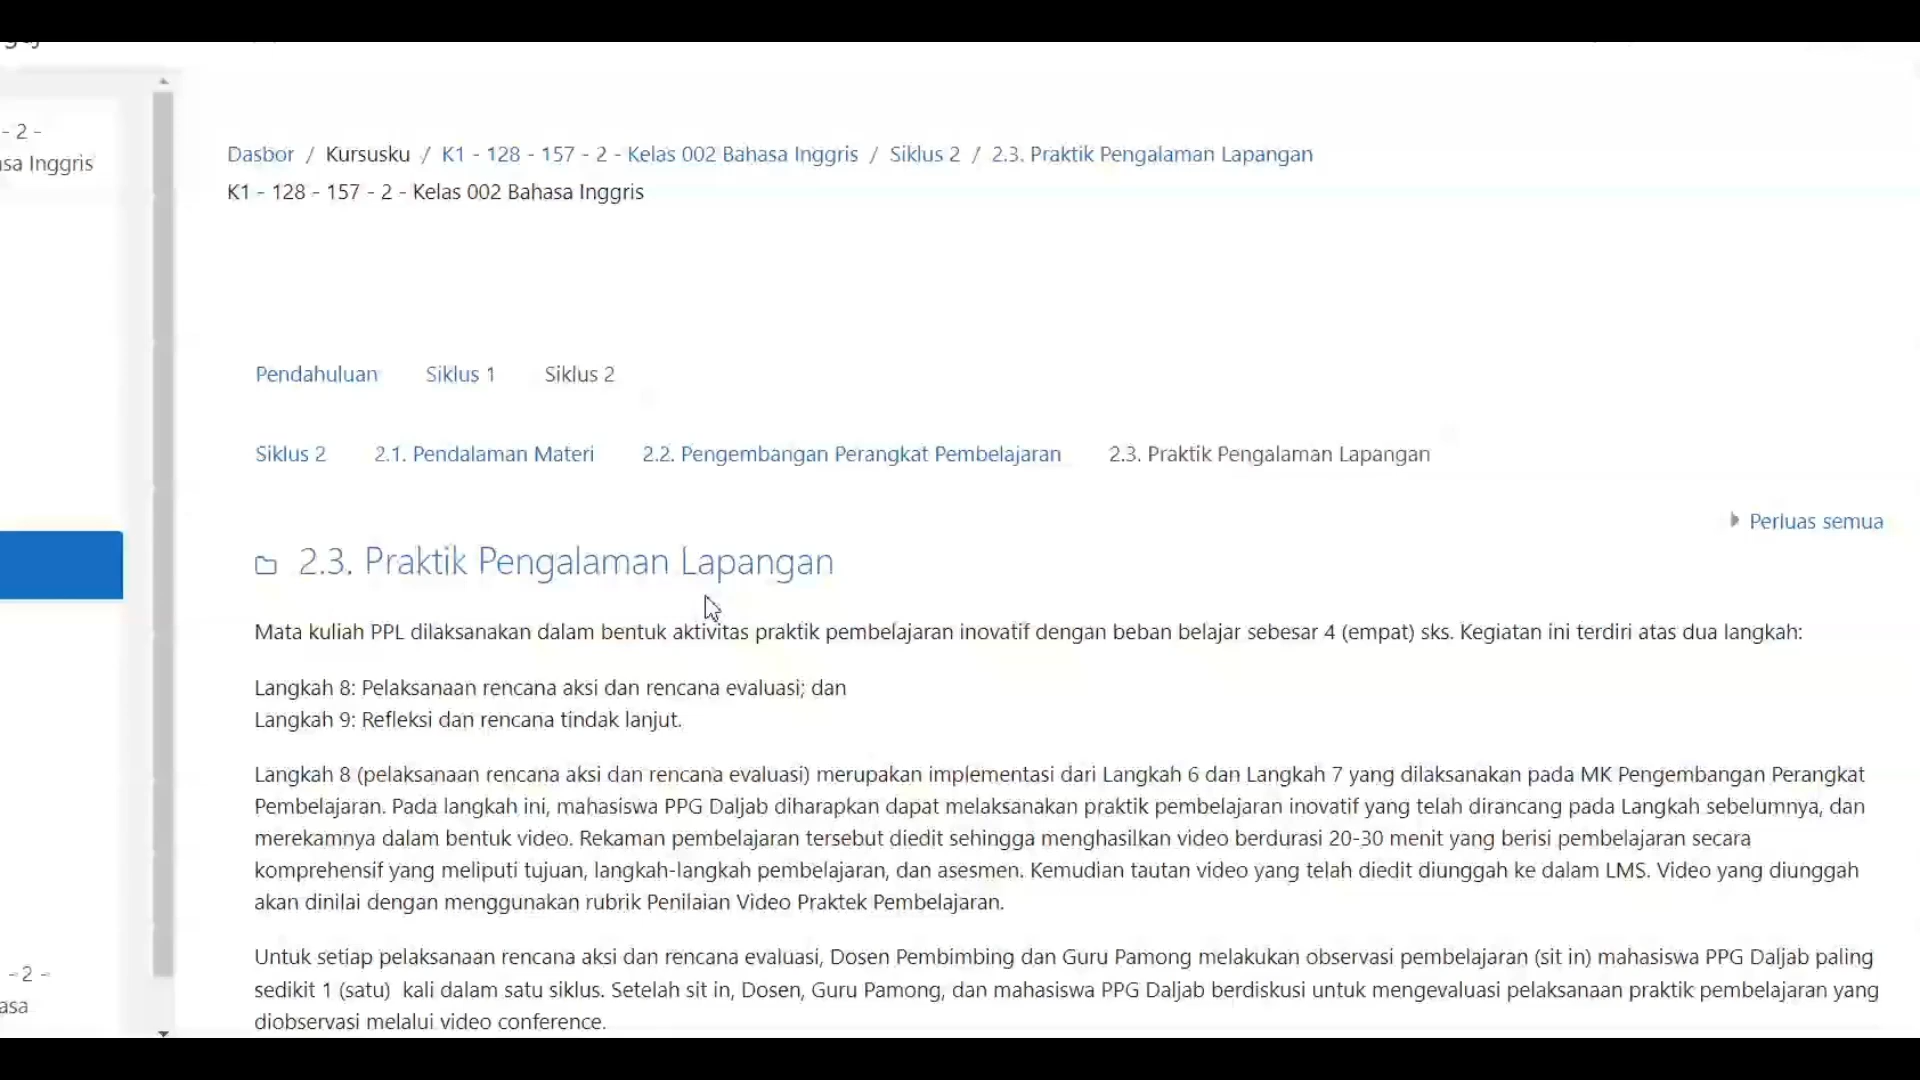 - 2 -
asa Inggris
Dasbor / Kursusku / K1 - 128 - 157 - 2 - Kelas 002 Bahasa Inggris / Siklus 2 / 2.3. Praktik Pengalaman Lapangan
K1 - 128 - 157 - 2 - Kelas 002 Bahasa Inggris
Pendahuluan Siklus 1 Siklus 2
Siklus 2 2.1. Pendalaman Materi 2.2. Pengembangan Perangkat Pembelajaran 2.3. Praktik Pengalaman Lapangan
Perluas semua
2.3. Praktik Pengalaman Lapangan
Mata kuliah PPL dilaksanakan dalam bentuk aktivitas praktik pembelajaran inovatif dengan beban belajar sebesar 4 (empat) sks. Kegiatan ini terdiri atas dua langkah:
Langkah 8: Pelaksanaan rencana aksi dan rencana evaluasi; dan
Langkah 9: Refleksi dan rencana tindak lanjut.
Langkah 8 (pelaksanaan rencana aksi dan rencana evaluasi) merupakan implementasi dari Langkah 6 dan Langkah 7 yang dilaksanakan pada MK Pengembangan Perangkat
Pembelajaran. Pada langkah ini, mahasiswa PPG Daljab diharapkan dapat melaksanakan praktik pembelajaran inovatif yang telah dirancang pada Langkah sebelumnya, dan
merekamnya dalam bentuk video. Rekaman pembelajaran tersebut diedit sehingga menghasilkan video berdurasi 20-30 menit yang berisi pembelajaran secara
komprehensif yang meliputi tujuan, langkah-langkah pembelajaran, dan asesmen. Kemudian tautan video yang telah diedit diunggah ke dalam LMS. Video yang diunggah
akan dinilai dengan menggunakan rubrik Penilaian Video Praktek Pembelajaran.
Untuk setiap pelaksanaan rencana aksi dan rencana evaluasi, Dosen Pembimbing dan Guru Pamong melakukan observasi pembelajaran (sit in) mahasiswa PPG Daljab paling
sedikit 1 (satu) kali dalam satu siklus. Setelah sit in, Dosen, Guru Pamong, dan mahasiswa PPG Daljab berdiskusi untuk mengevaluasi pelaksanaan praktik pembelajaran yang
diobservasi melalui video conference.
- 2 -
asa